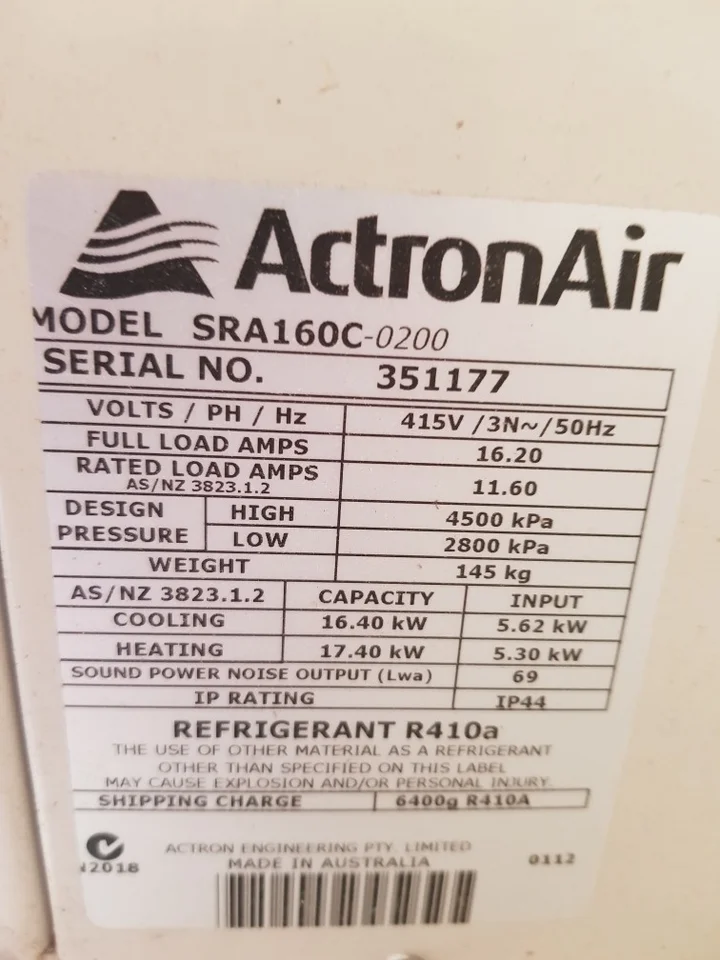 ActronAir
MODEL SRA160C-0200
SERIAL NO. 351177
VOLTS / PH / Hz 415V /3N~/50Hz
FULL LOAD AMPS 16.20
RATED LOAD AMPS 11.60
AS/NZ 3823.1.2
DESIGN PRESSURE HIGH 4500 kPa
LOW 2800 kPa
WEIGHT 145 kg
AS/NZ 3823.1.2 CAPACITY INPUT
COOLING 16.40 kW 5.62 kW
HEATING 17.40 kW 5.30 kW
SOUND POWER NOISE OUTPUT (Lwa) 69
IP RATING IP44
REFRIGERANT R410a
THE USE OF OTHER MATERIAL AS A REFRIGERANT
OTHER THAN SPECIFIED ON THIS LABEL
MAY CAUSE EXPLOSION AND/OR PERSONAL INJURY.
SHIPPING CHARGE 6400g R410A
ACTRON ENGINEERING PTY. LIMITED
MADE IN AUSTRALIA 0112